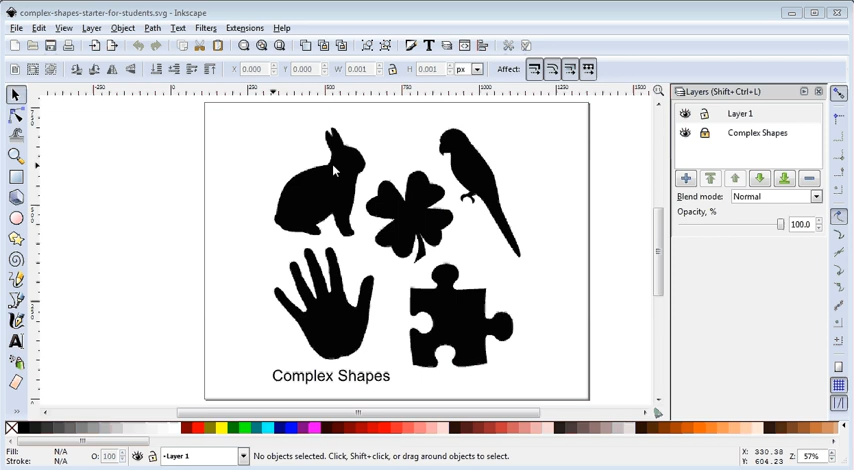 complex-shapes-starter-for-students.svg - Inkscape
File Edit View Layer Object Path Text Filters Extensions Help
X 0.000 Y 0.000 W 0.001 H 0.001 px Affect:
Layers (Shift+Ctrl+L)
Layer 1
Complex Shapes
Blend mode: Normal
Opacity, %
100.0
Complex Shapes
Fill: N/A
Stroke: N/A
O: 100
•Layer 1
No objects selected. Click, Shift+click, or drag around objects to select.
X: 330.38
Y: 604.23
Z: 57%